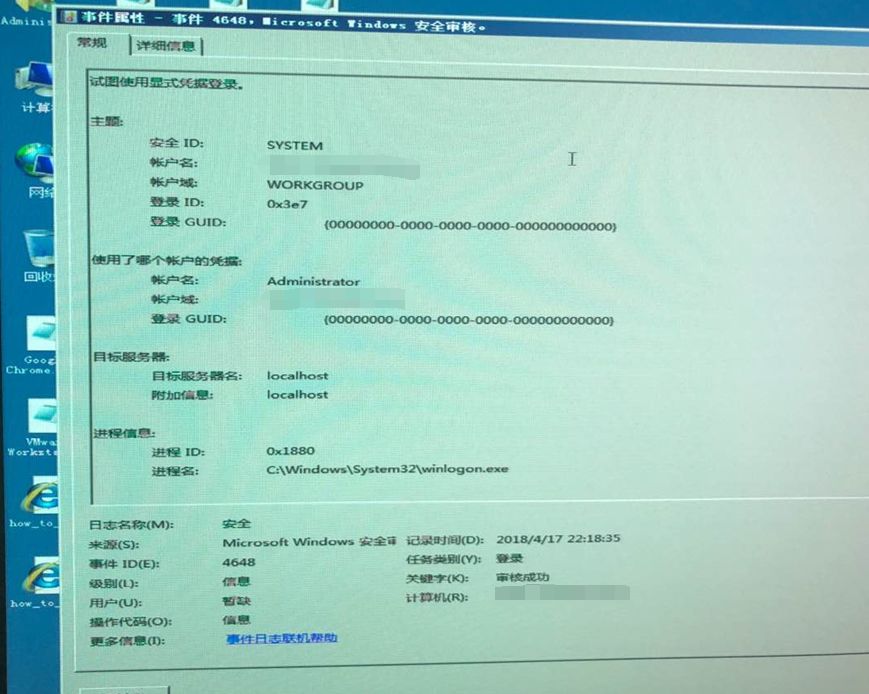 Adminis
事件属性 - 事件 4648，Microsoft Windows 安全审核。
常规 详细信息
试图使用显式凭据登录。
主题:
安全 ID: SYSTEM
帐户名:
帐户域: WORKGROUP
登录 ID: 0x3e7
登录 GUID: {00000000-0000-0000-0000-000000000000}
使用了哪个帐户的凭据:
帐户名: Administrator
帐户域:
登录 GUID: {00000000-0000-0000-0000-000000000000}
目标服务器:
目标服务器名: localhost
附加信息: localhost
进程信息:
进程 ID: 0x1880
进程名: C:\Windows\System32\winlogon.exe
日志名称(M): 安全
来源(S): Microsoft Windows 安全审 记录时间(D): 2018/4/17 22:18:35
事件 ID(E): 4648 任务类别(Y): 登录
级别(L): 信息 关键字(K): 审核成功
用户(U): 暂缺 计算机(R):
操作代码(O): 信息
更多信息(I): 事件日志联机帮助
计算
网络
回收
Goog
Chrome
VMwa
Workst
how_to_
how_to_